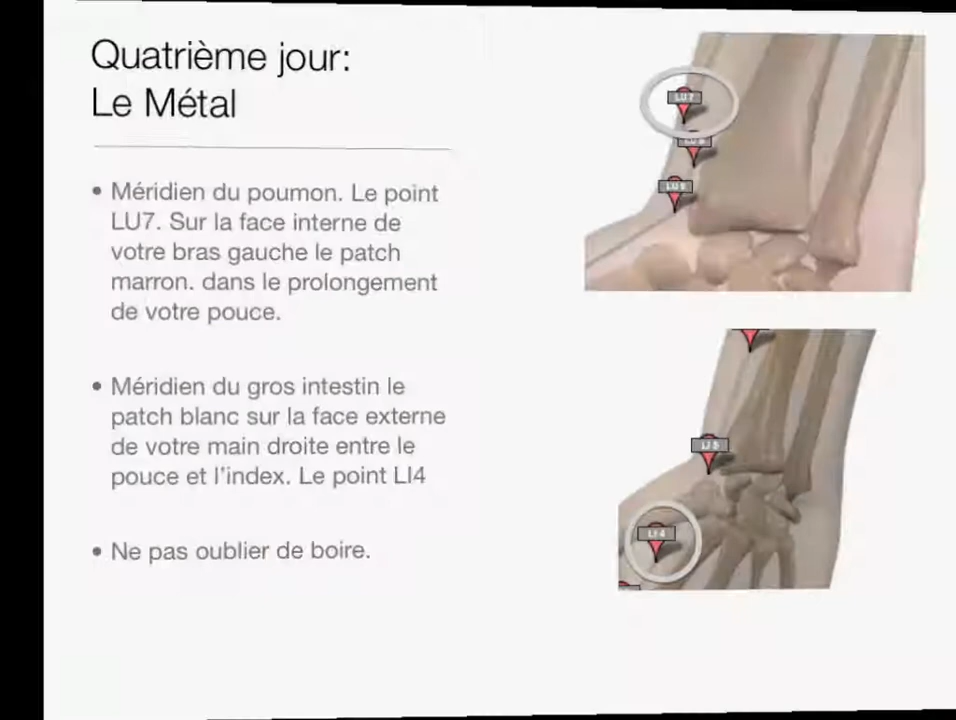 Quatrième jour:
Le Métal
• Méridien du poumon. Le point
LU7. Sur la face interne de
votre bras gauche le patch
marron. dans le prolongement
de votre pouce.
• Méridien du gros intestin le
patch blanc sur la face externe
de votre main droite entre le
pouce et l'index. Le point LI4
• Ne pas oublier de boire.
LU 7
LU 8
LU 9
LI 5
LI 4